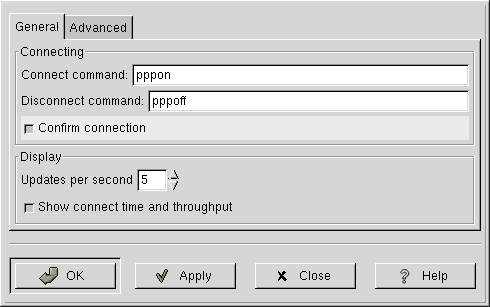 General Advanced
Connecting
Connect command: pppon
Disconnect command: pppoff
Confirm connection
Display
Updates per second 5
Show connect time and throughput
OK Apply Close Help